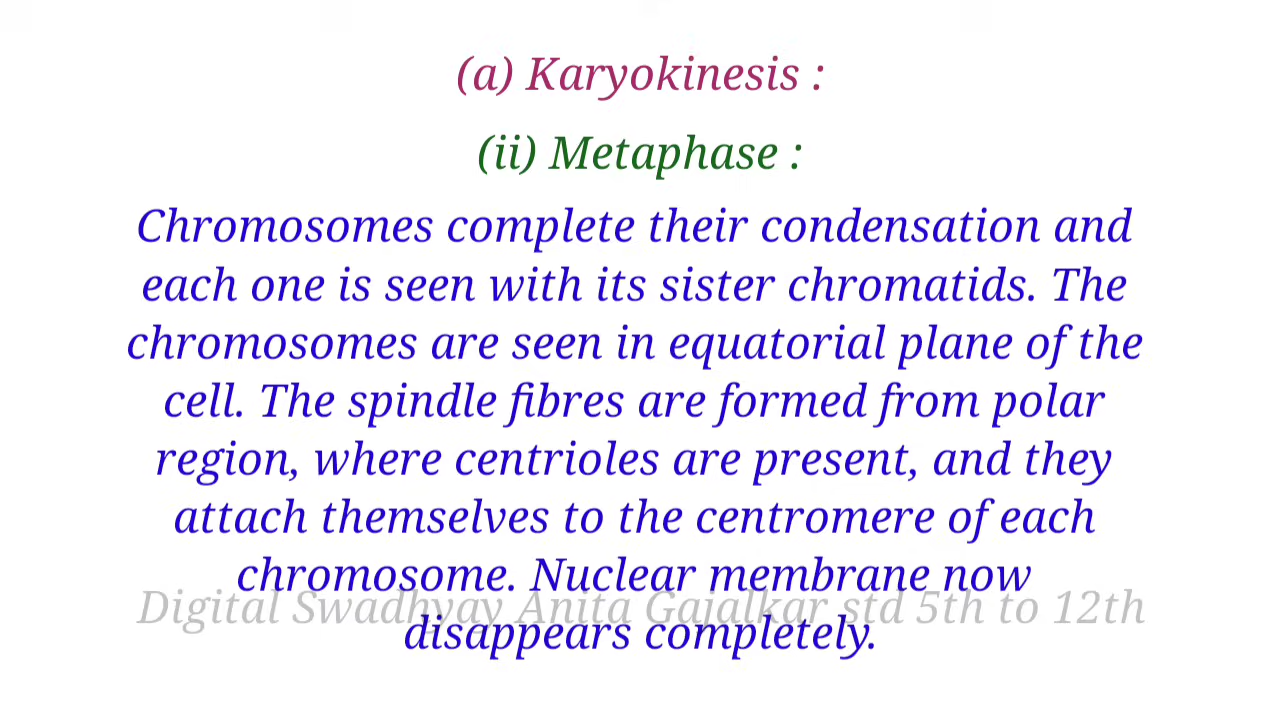 (a) Karyokinesis :
(ii) Metaphase :
Chromosomes complete their condensation and
each one is seen with its sister chromatids. The
chromosomes are seen in equatorial plane of the
cell. The spindle fibres are formed from polar
region, where centrioles are present, and they
attach themselves to the centromere of each
chromosome. Nuclear membrane now
Digital Swadhyay Anita Gajalkar std 5th to 12th
disappears completely.